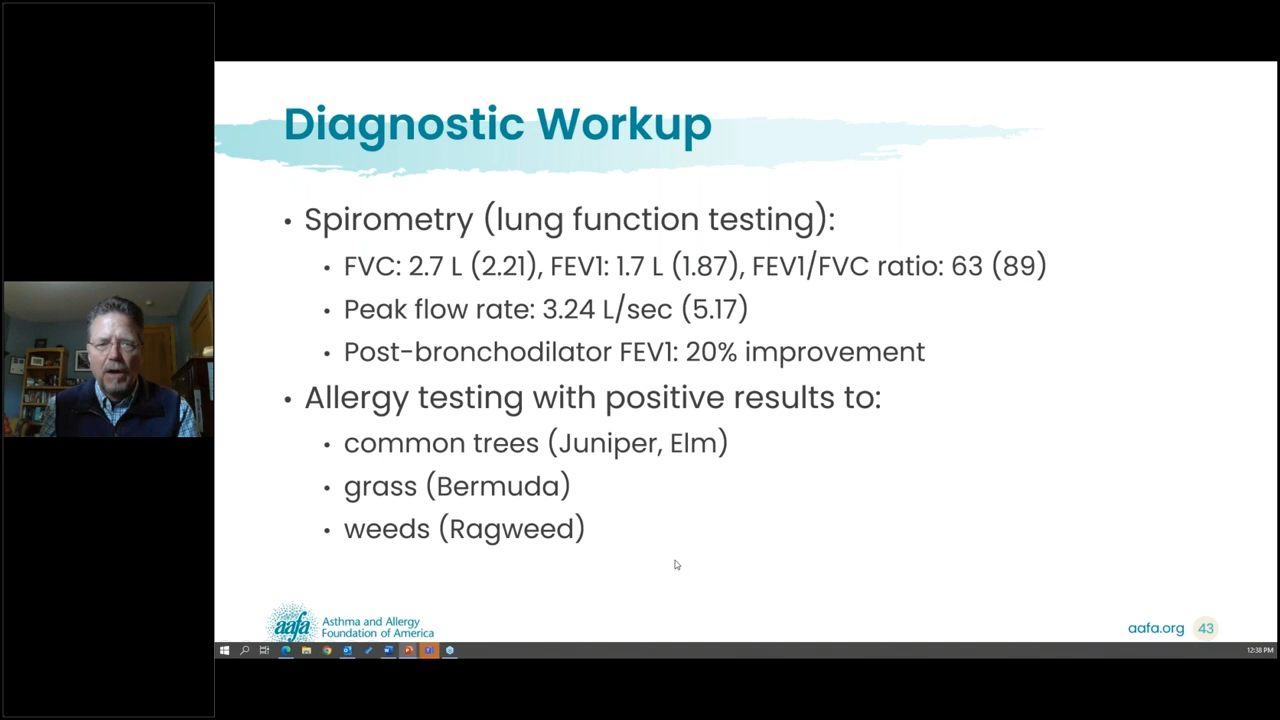 Diagnostic Workup
• Spirometry (lung function testing):
• FVC: 2.7 L (2.21), FEV1: 1.7 L (1.87), FEV1/FVC ratio: 63 (89)
• Peak flow rate: 3.24 L/sec (5.17)
• Post-bronchodilator FEV1: 20% improvement
• Allergy testing with positive results to:
• common trees (Juniper, Elm)
• grass (Bermuda)
• weeds (Ragweed)
aafa
Asthma and Allergy
Foundation of America
aafa.org 43
12:38 PM